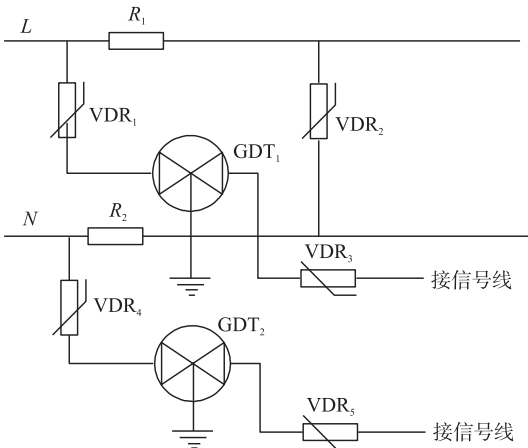 R₁
L
VDR₁
VDR₂
GDT₁
R₂
N
VDR₃
接信号线
VDR₄
GDT₂
VDR₅
接信号线